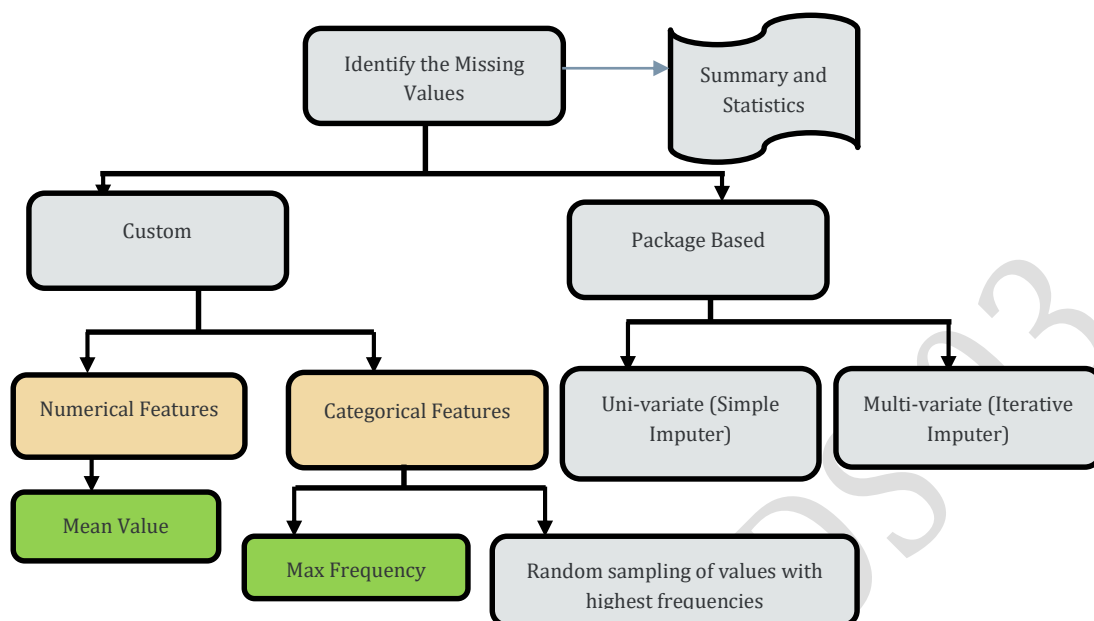 Identify the Missing
Values
Summary and
Statistics
Custom
Package Based
Numerical Features
Categorical Features
Uni-variate (Simple
Imputer)
Multi-variate (Iterative
Imputer)
Mean Value
Max Frequency
Random sampling of values with
highest frequencies